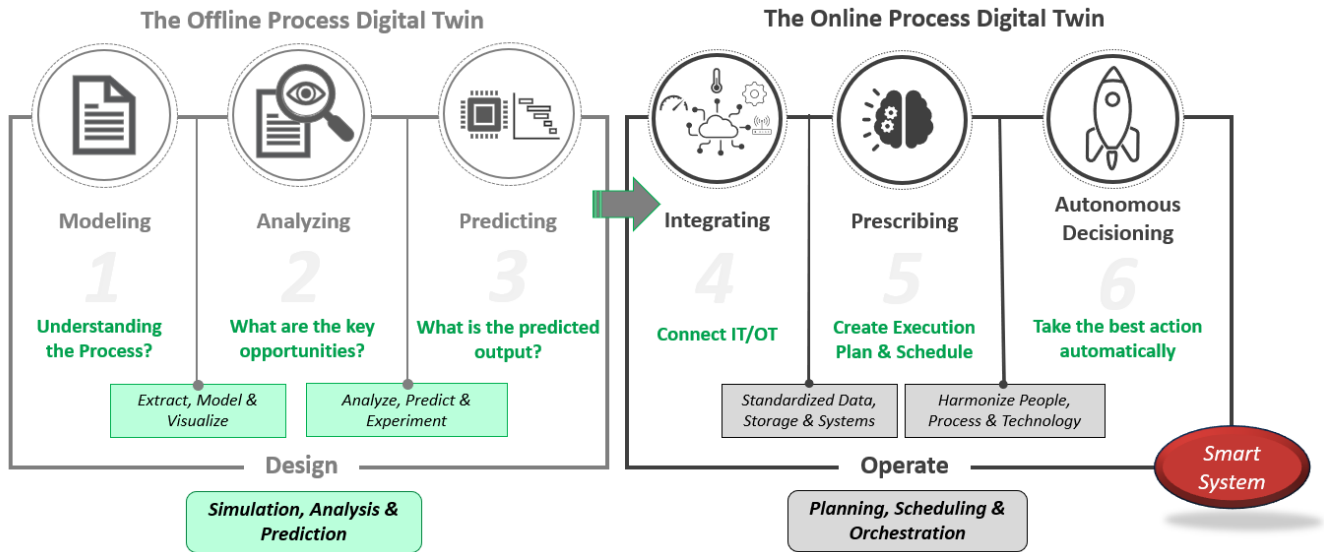 The Offline Process Digital Twin
The Online Process Digital Twin
Modeling
Analyzing
Predicting
Integrating
Prescribing
Autonomous
Decisioning
1
2
3
4
5
6
Understanding
the Process?
What are the key
opportunities?
What is the predicted
output?
Connect IT/OT
Create Execution
Plan & Schedule
Take the best action
automatically
Extract, Model &
Visualize
Analyze, Predict &
Experiment
Standardized Data,
Storage & Systems
Harmonize People,
Process & Technology
Design
Operate
Smart
System
Simulation, Analysis &
Prediction
Planning, Scheduling &
Orchestration